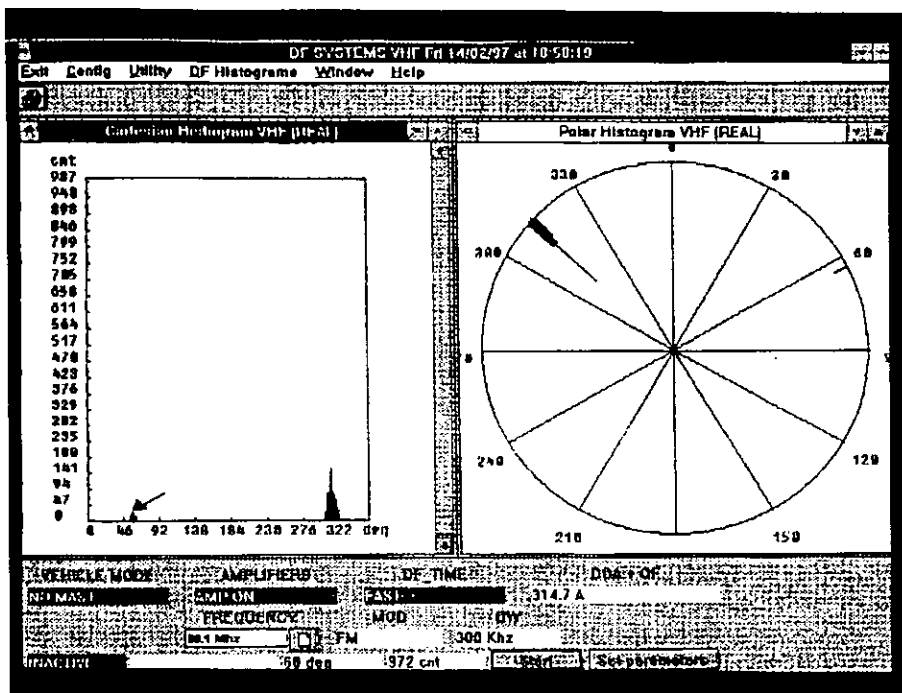 DF SYSTEMS VHF Fri 14/02/97 at 10:50:19
Exit Config Utility DF Histograms Window Help
Cartesian Histogram VHF (REAL)
Polar Histogram VHF (REAL)
cnt
987
940
893
846
799
752
705
658
611
564
517
470
423
376
329
282
235
188
141
94
47
0
0 46 92 138 184 230 276 322 deg
0
330
30
300
60
240
120
210
150
VEHICLE MODE AMPLIFIERS DF_TIME
NO MAST AMP ON FAST 314.7 A
FREQUENCY MOD BW
Mhz FM 300 Khz
INACTIVE 60 deg 972 cnt Start Set parameters